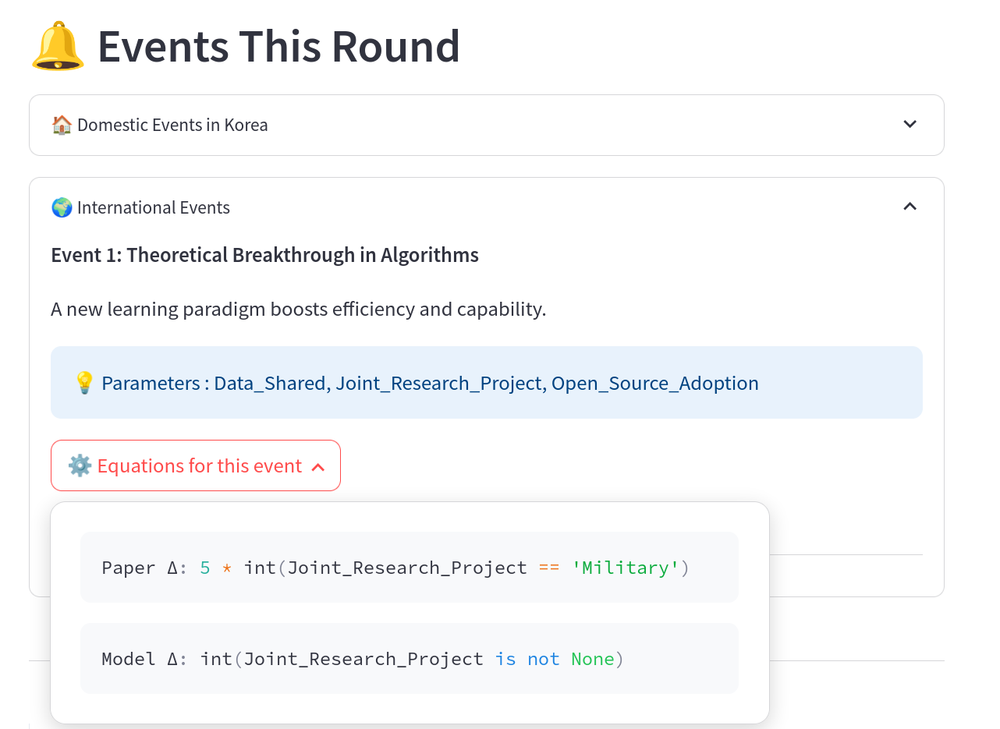 🔔 Events This Round
🏠 Domestic Events in Korea
🌍 International Events
Event 1: Theoretical Breakthrough in Algorithms
A new learning paradigm boosts efficiency and capability.
💡 Parameters : Data_Shared, Joint_Research_Project, Open_Source_Adoption
⚙️ Equations for this event
Paper Δ: 5 * int(Joint_Research_Project == 'Military')
Model Δ: int(Joint_Research_Project is not None)